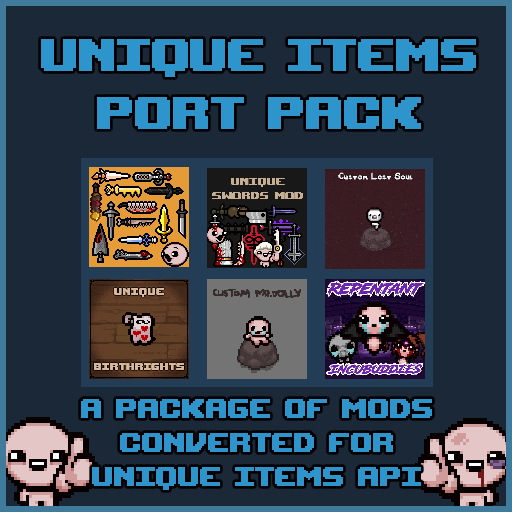 UNIQUE ITEMS
PORT PACK
UNIQUE
SWORDS MOD
Custom Lost Soul
UNIQUE
BIRTHRIGHTS
CUSTOM MR.DOLLY
REPENTANT
INCUBUDDIES
A PACKAGE OF MODS
CONVERTED FOR
UNIQUE ITEMS API